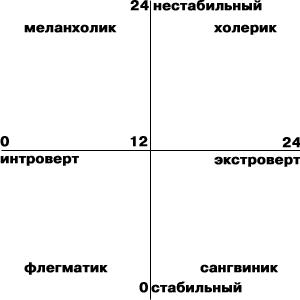 24 нестабильный
меланхолик холерик
0 12 24
интроверт экстроверт
флегматик сангвиник
0 стабильный